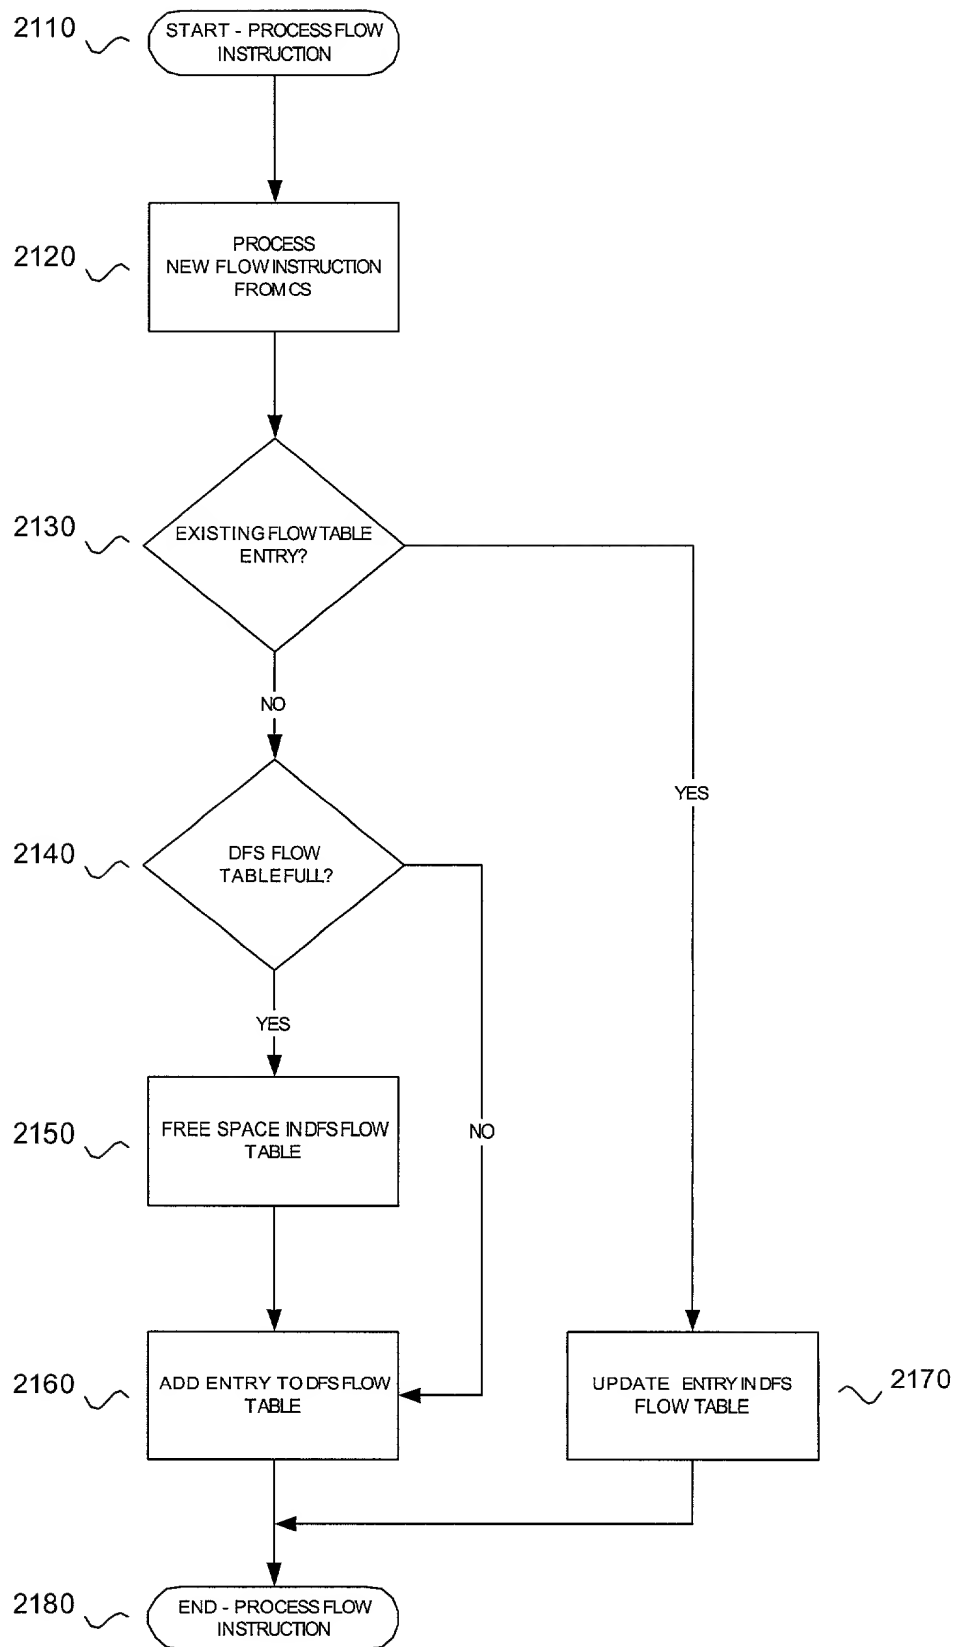 2110
START - PROCESS FLOW
INSTRUCTION
2120
PROCESS
NEW FLOW INSTRUCTION
FROM CS
2130
EXISTING FLOW TABLE
ENTRY?
NO
YES
2140
DFS FLOW
TABLE FULL?
YES
NO
2150
FREE SPACE IN DFS FLOW
TABLE
2160
ADD ENTRY TO DFS FLOW
TABLE
UPDATE ENTRY IN DFS
FLOW TABLE
2170
2180
END - PROCESS FLOW
INSTRUCTION